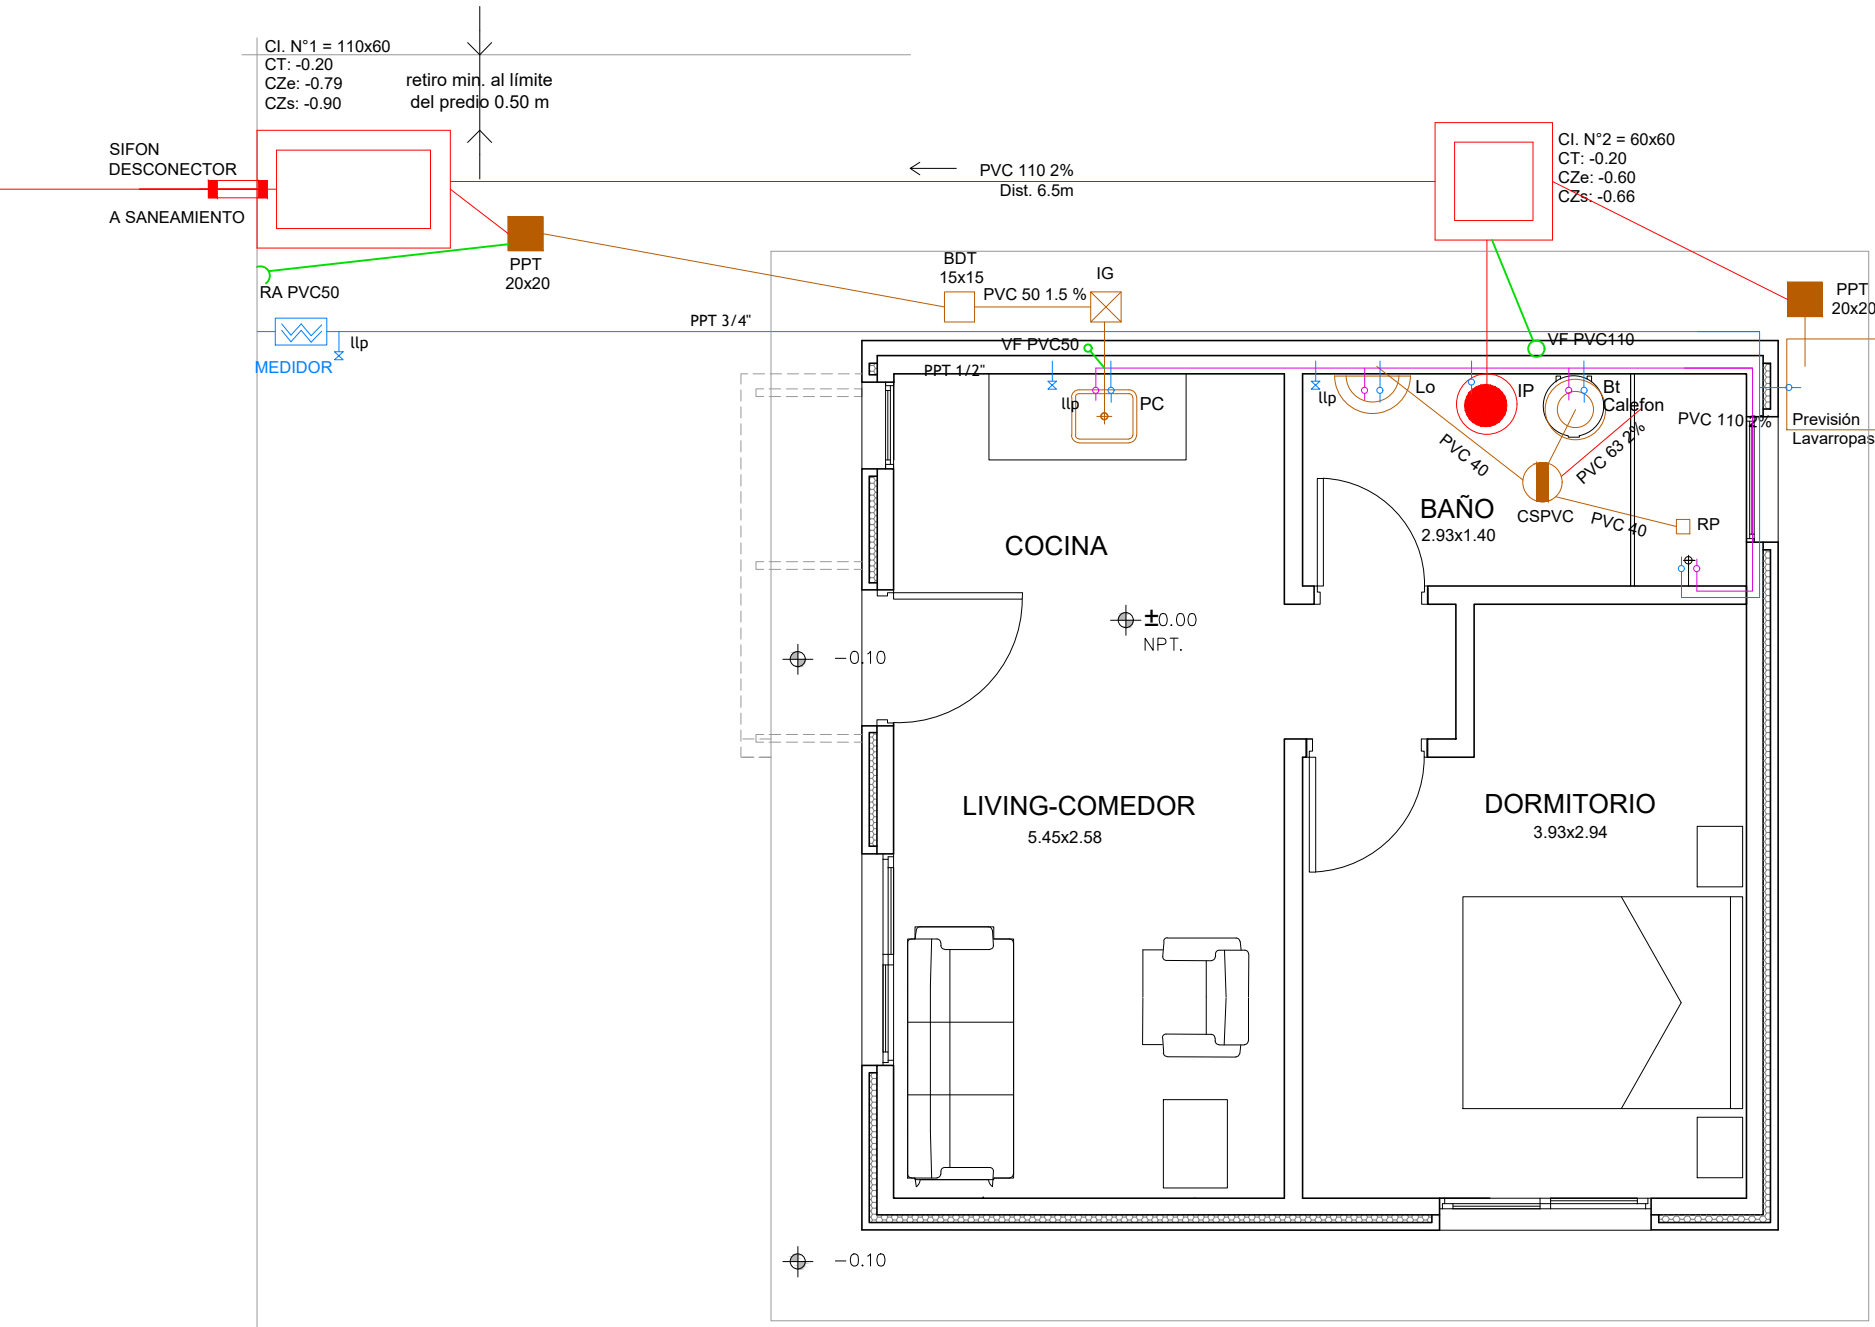 CI. N°1 = 110x60
CT: -0.20
CZe: -0.79
CZs: -0.90
retiro min. al límite
del predio 0.50 m
SIFON
DESCONECTOR
A SANEAMIENTO
PVC 110 2%
Dist. 6.5m
CI. N°2 = 60x60
CT: -0.20
CZe: -0.60
CZs: -0.66
PPT
20x20
RA PVC50
BDT
15x15
PVC 50 1.5 %
IG
PPT
20x20
PPT 3/4"
llp
MEDIDOR
VF PVC50
VF PVC110
PPT 1/2"
llp
PC
llp
Lo
IP
Bt
Calefon
PVC 110 2%
Previsión
Lavarropas
PVC 40
PVC 63 2%
BAÑO
2.93x1.40
CSPVC
PVC 40
RP
COCINA
±0.00
NPT.
-0.10
LIVING-COMEDOR
5.45x2.58
DORMITORIO
3.93x2.94
-0.10